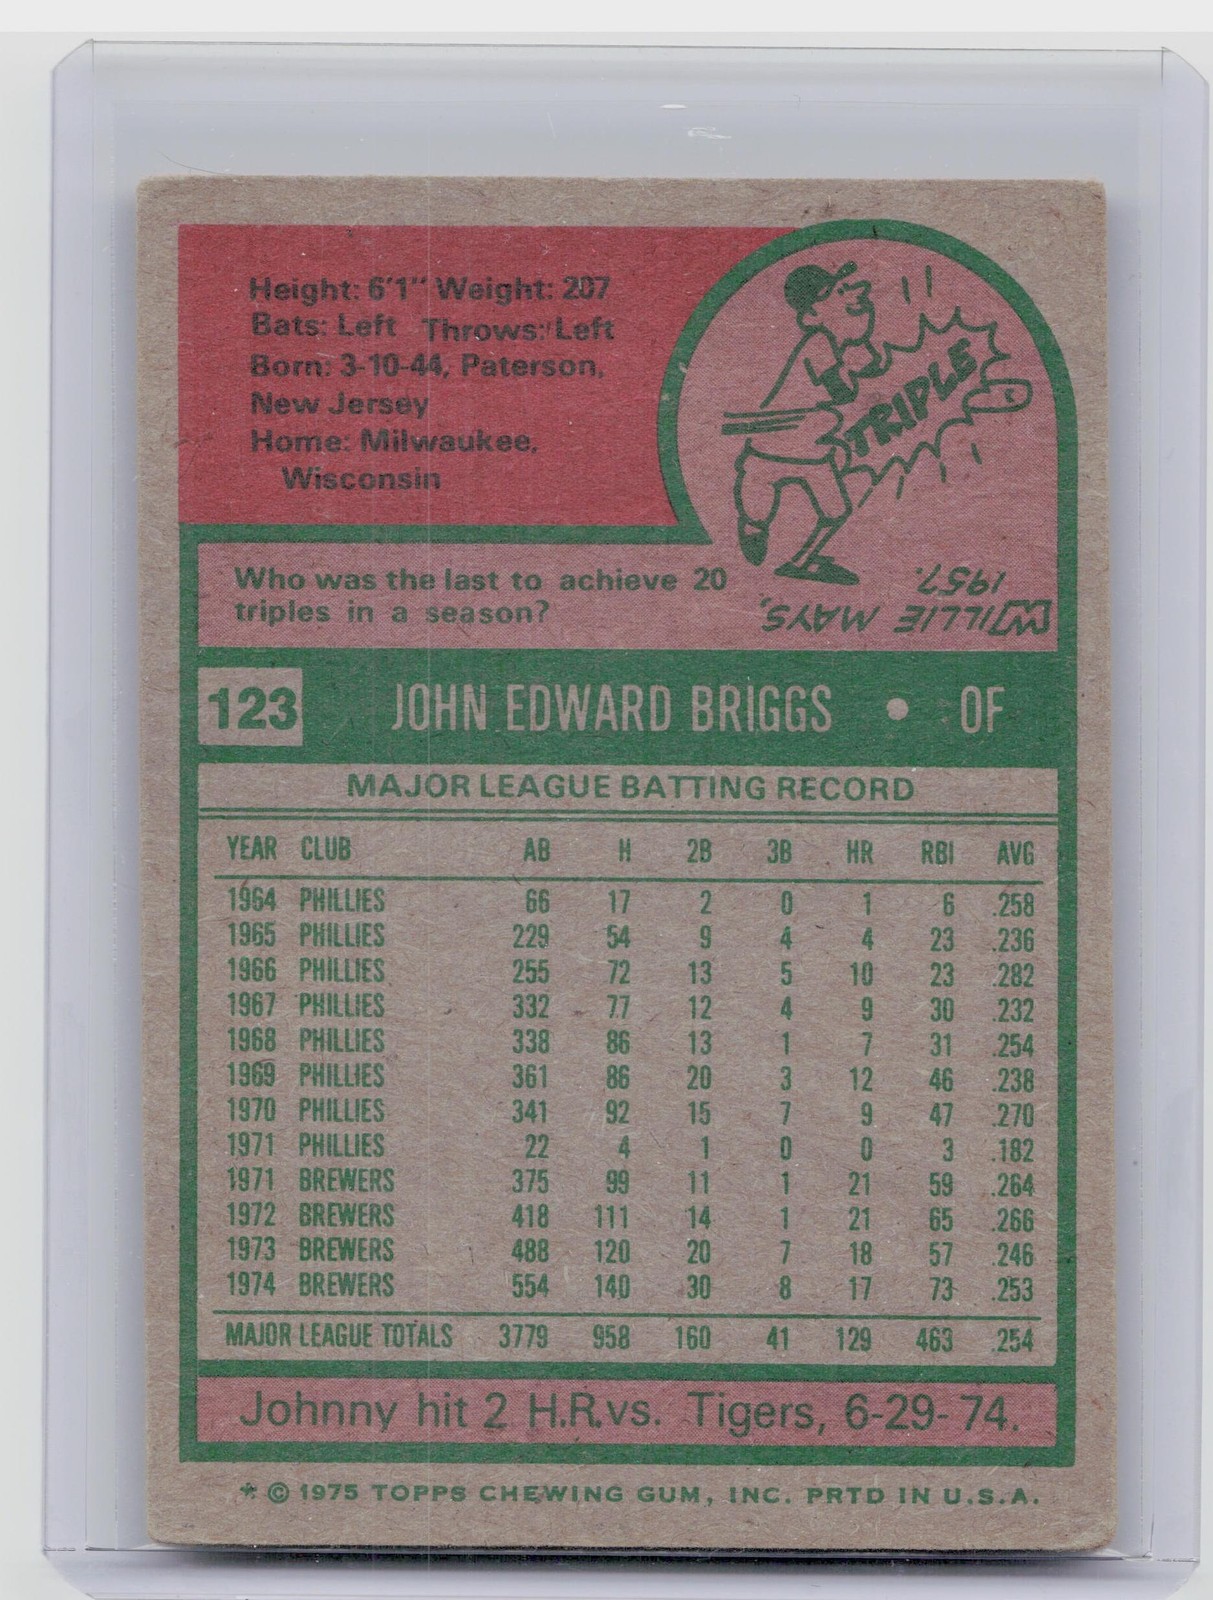 Height: 6'1" Weight: 207
Bats: Left Throws: Left
Born: 3-10-44, Paterson,
New Jersey
Home: Milwaukee,
Wisconsin
TRIPLE
Who was the last to achieve 20
triples in a season?
WILLIE MAYS,
1957.
123 JOHN EDWARD BRIGGS • OF
MAJOR LEAGUE BATTING RECORD
YEAR CLUB AB H 2B 3B HR RBI AVG
1964 PHILLIES 66 17 2 0 1 6 .258
1965 PHILLIES 229 54 9 4 4 23 .236
1966 PHILLIES 255 72 13 5 10 23 .282
1967 PHILLIES 332 77 12 4 9 30 .232
1968 PHILLIES 338 86 13 1 7 31 .254
1969 PHILLIES 361 86 20 3 12 46 .238
1970 PHILLIES 341 92 15 7 9 47 .270
1971 PHILLIES 22 4 1 0 0 3 .182
1971 BREWERS 375 99 11 1 21 59 .264
1972 BREWERS 418 111 14 1 21 65 .266
1973 BREWERS 488 120 20 7 18 57 .246
1974 BREWERS 554 140 30 8 17 73 .253
MAJOR LEAGUE TOTALS 3779 958 160 41 129 463 .254
Johnny hit 2 H.R. vs. Tigers, 6-29-74.
* © 1975 TOPPS CHEWING GUM, INC. PRTD IN U.S.A.